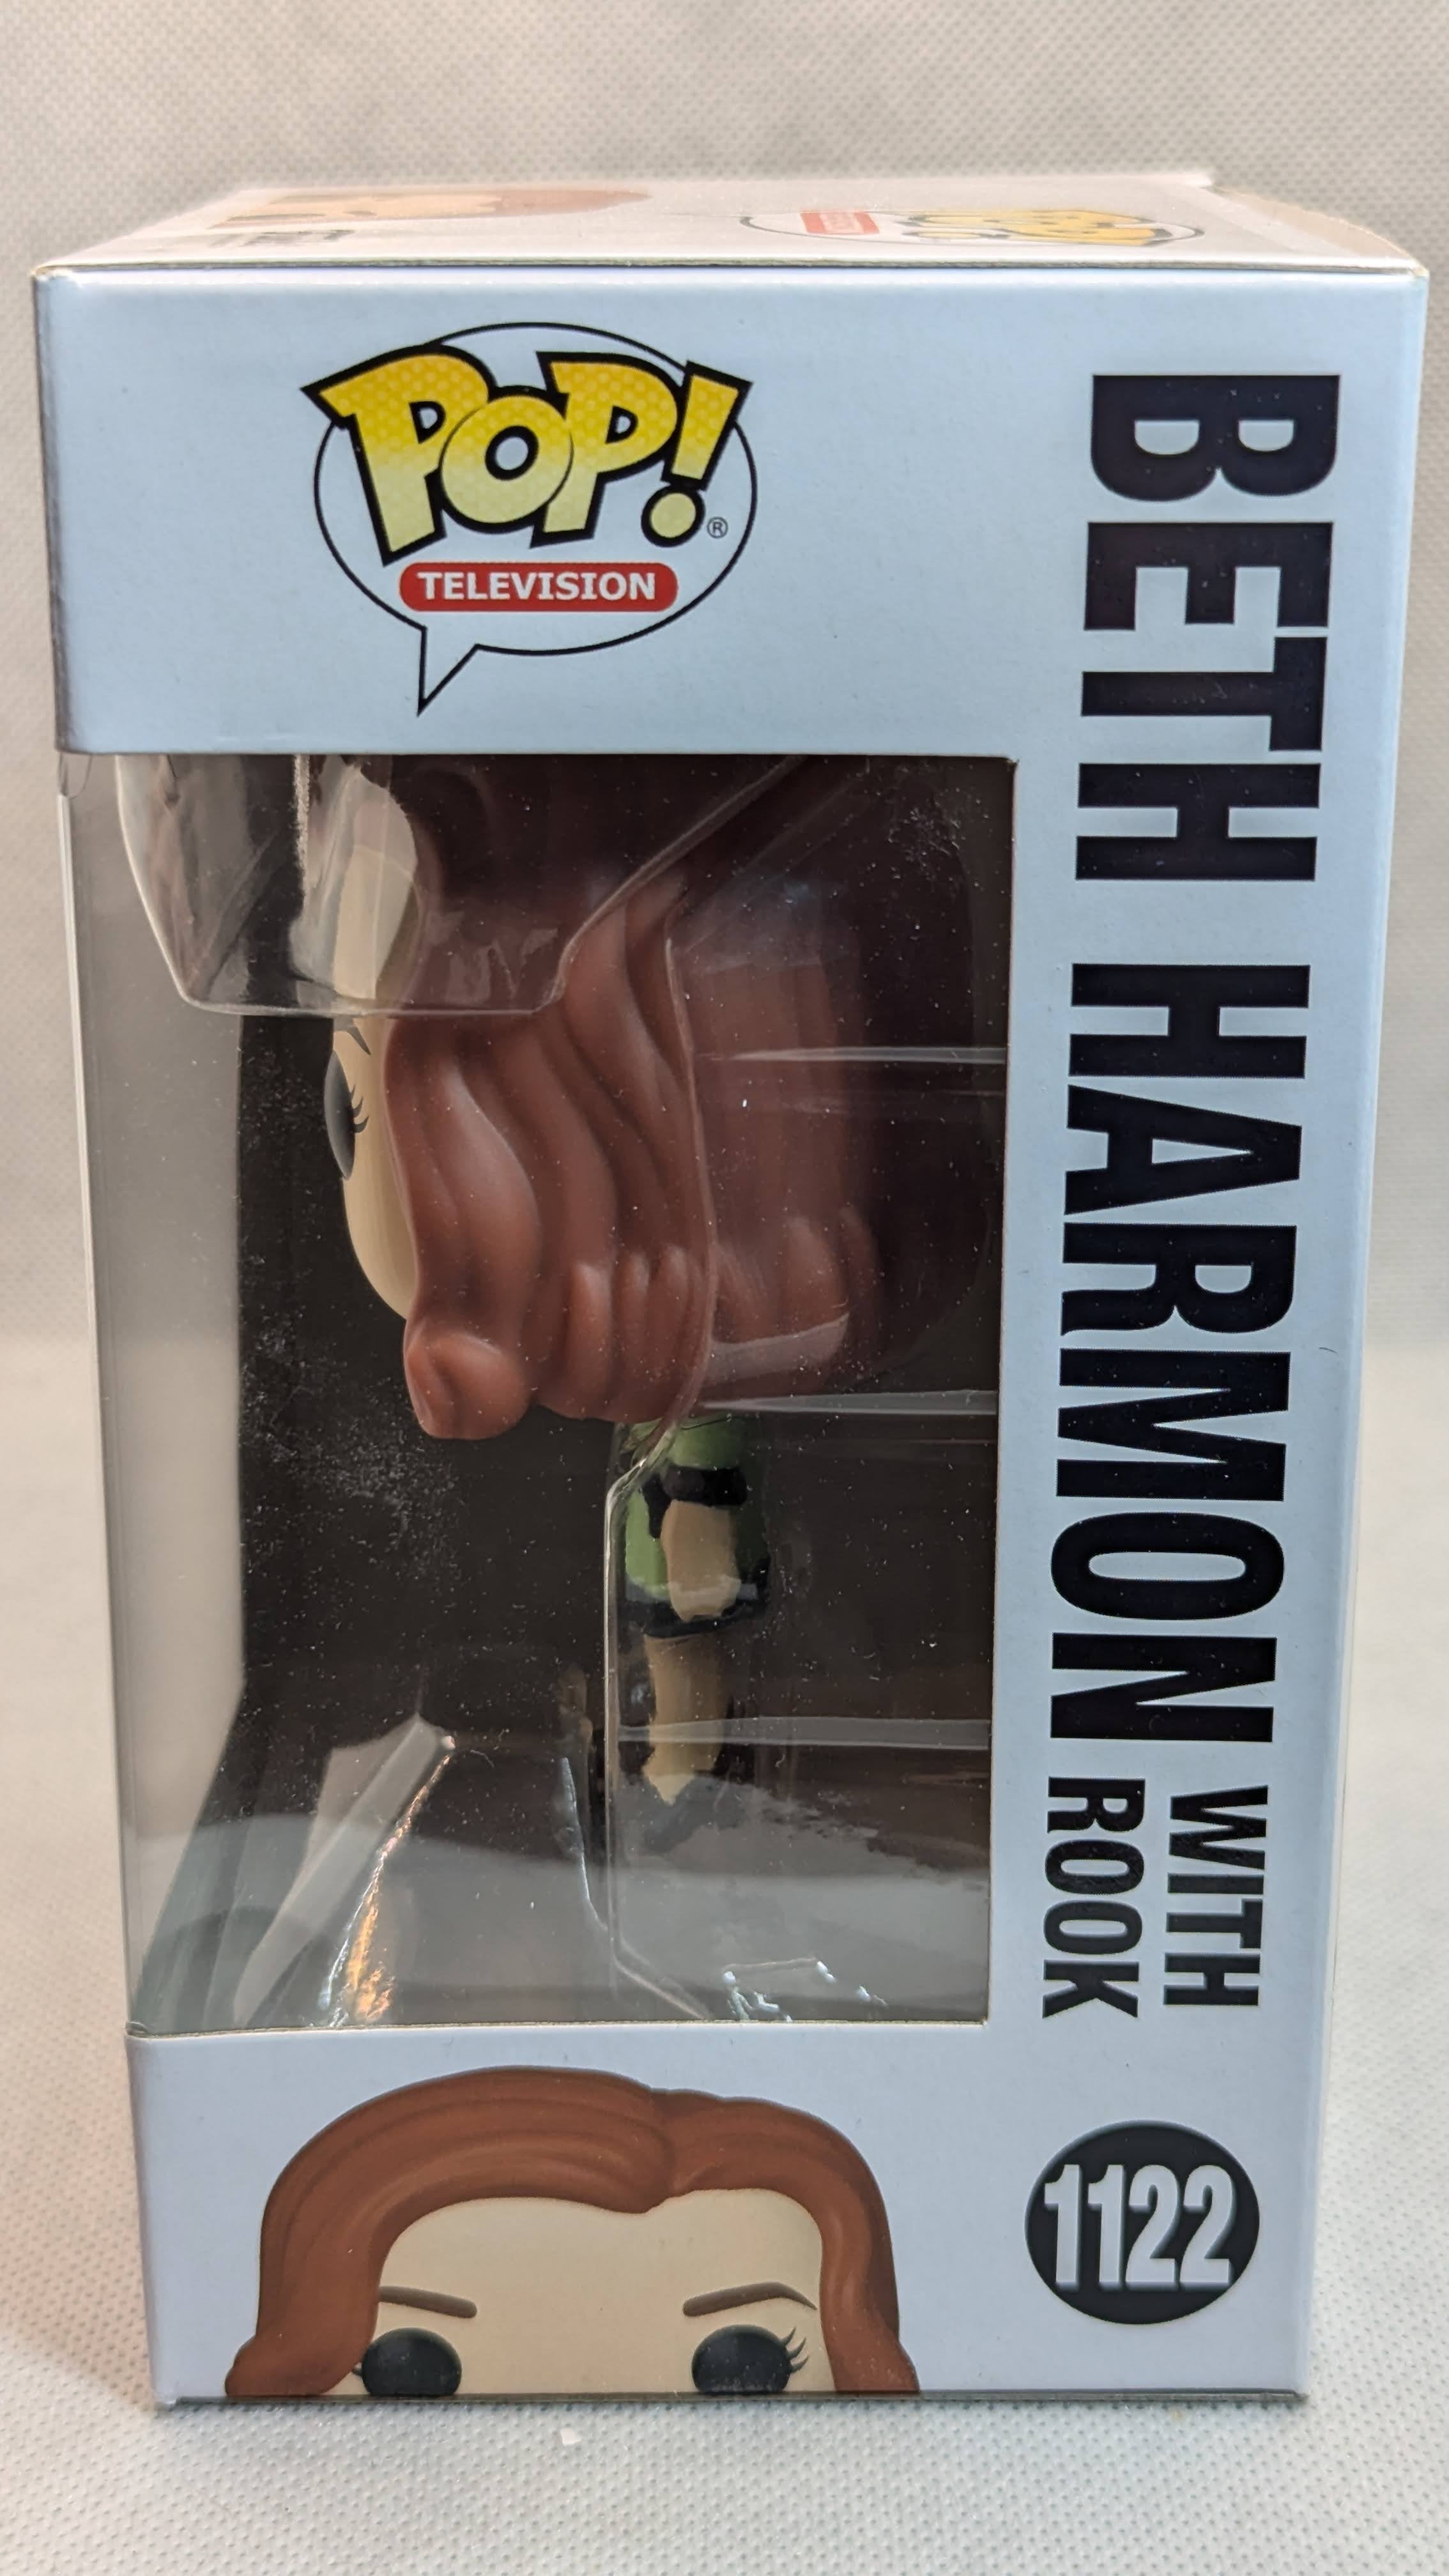 POP!®
TELEVISION
BETH HARMON WITH
ROOK
1122